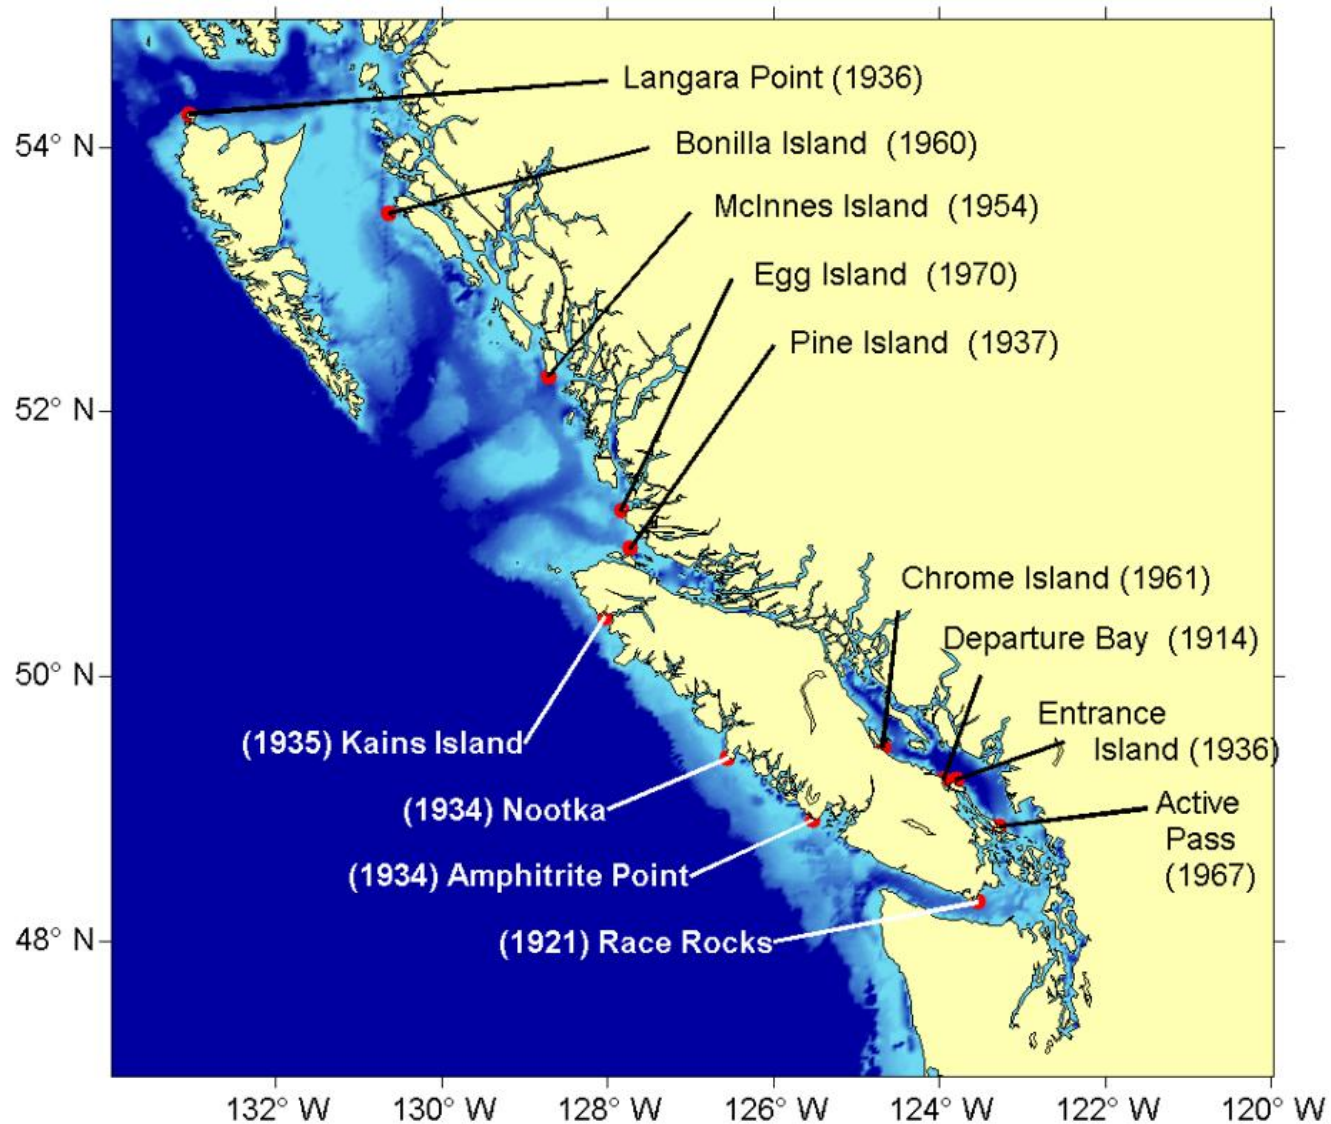 Langara Point (1936)
54° N
Bonilla Island (1960)
McInnes Island (1954)
Egg Island (1970)
Pine Island (1937)
52° N
Chrome Island (1961)
Departure Bay (1914)
50° N
Entrance
Island (1936)
(1935) Kains Island
(1934) Nootka
Active
Pass
(1967)
(1934) Amphitrite Point
(1921) Race Rocks
48° N
132° W 130° W 128° W 126° W 124° W 122° W 120° W